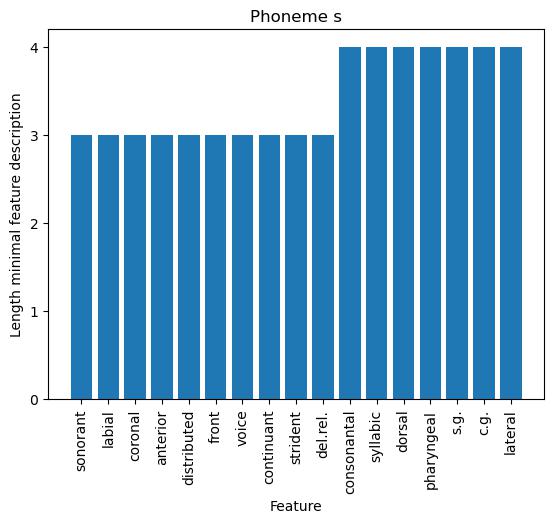 Phoneme s
Length minimal feature description
4
3
2
1
0
sonorant
labial
coronal
anterior
distributed
front
voice
continuant
strident
del.rel.
consonantal
syllabic
dorsal
pharyngeal
s.g.
c.g.
lateral
Feature